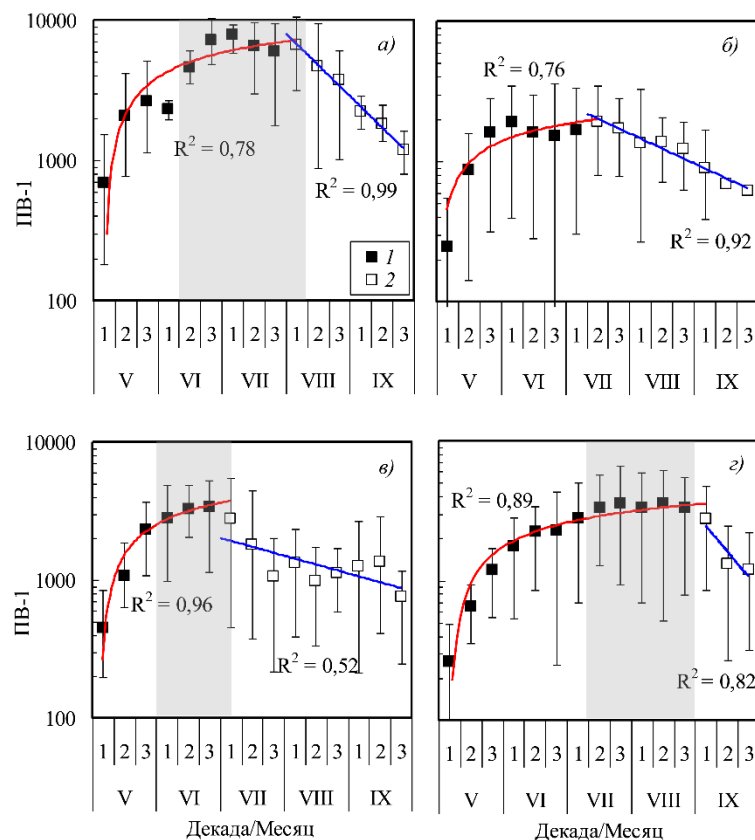 10000
1000
100
ПВ-1
а)
R² = 0,78
R² = 0,99
1
2
1 2 3 1 2 3 1 2 3 1 2 3 1 2 3
V VI VII VIII IX
б)
R² = 0,76
R² = 0,92
1 2 3 1 2 3 1 2 3 1 2 3 1 2 3
V VI VII VIII IX
10000
1000
100
ПВ-1
в)
R² = 0,96
R² = 0,52
1 2 3 1 2 3 1 2 3 1 2 3 1 2 3
V VI VII VIII IX
Декада/Месяц
г)
R² = 0,89
R² = 0,82
1 2 3 1 2 3 1 2 3 1 2 3 1 2 3
V VI VII VIII IX
Декада/Месяц